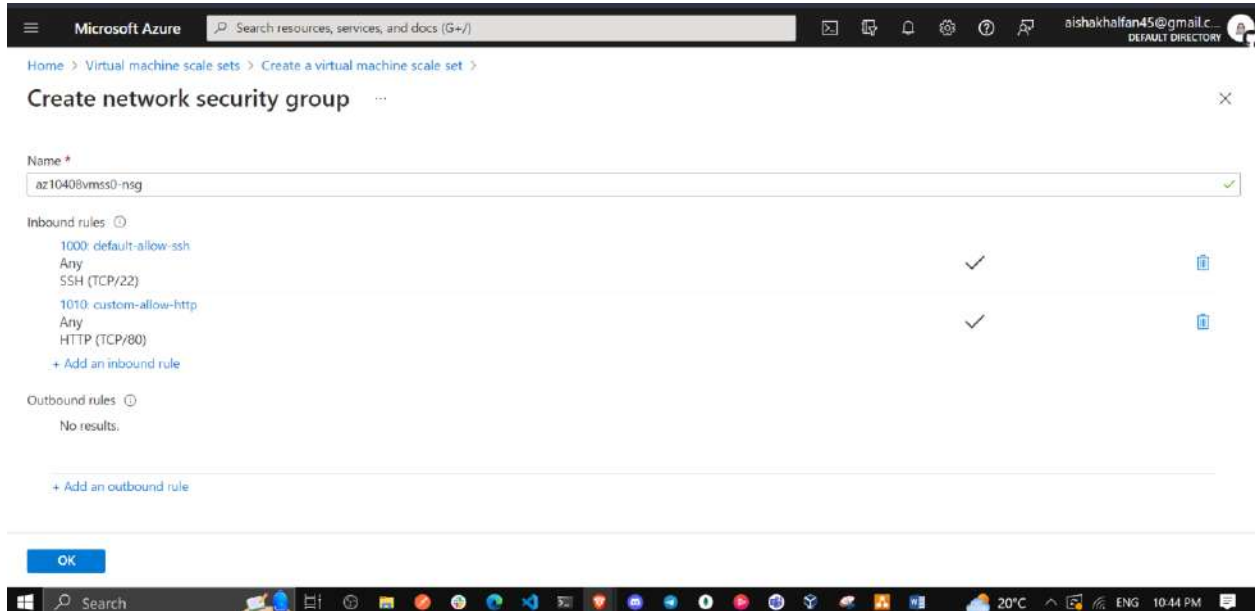 Microsoft Azure
Search resources, services, and docs (G+/)
aishakhalfan45@gmail.c...
DEFAULT DIRECTORY
Home > Virtual machine scale sets > Create a virtual machine scale set >
Create network security group ...
Name *
az10408vmss0-nsg
Inbound rules
1000: default-allow-ssh
Any
SSH (TCP/22)
1010: custom-allow-http
Any
HTTP (TCP/80)
+ Add an inbound rule
Outbound rules
No results.
+ Add an outbound rule
OK
Search
20°C
ENG
10:44 PM